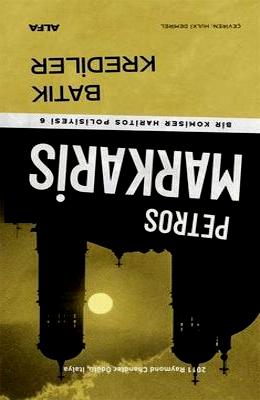 2011 Raymond Chandler Ödülü, İtalya
PETROS
MARKARİS
BİR KOMİSER HARİTOS POLİSİYESİ 6
BATIK
KREDİLER
ÇEVİREN: HULKİ DEMİREL
ALFA